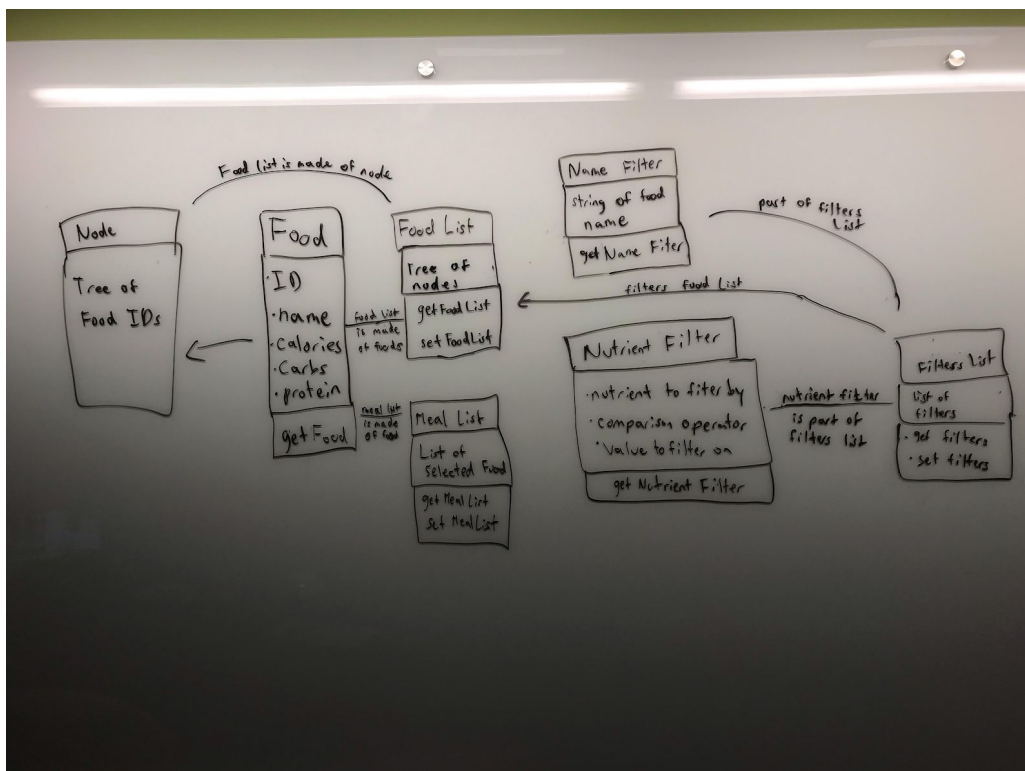 Food list is made of node
Node
Tree of
Food IDs
Food
·ID
·name
·calories
·Carbs
·protein
get Food
food list
is made
of foods
meal list
is made
of food
Food List
Tree of
nodes
get Food List
set Food List
Meal List
List of
Selected Food
get Meal List
set Meal List
Name Filter
string of food
name
get Name Fiter
part of filters
List
filters food list
Nutrient Filter
·nutrient to fiter by
·comparison operator
·Value to filter on
get Nutrient Filter
nutrient filter
is part of
filters list
Filters List
list of
filters
· get filters
· set filters